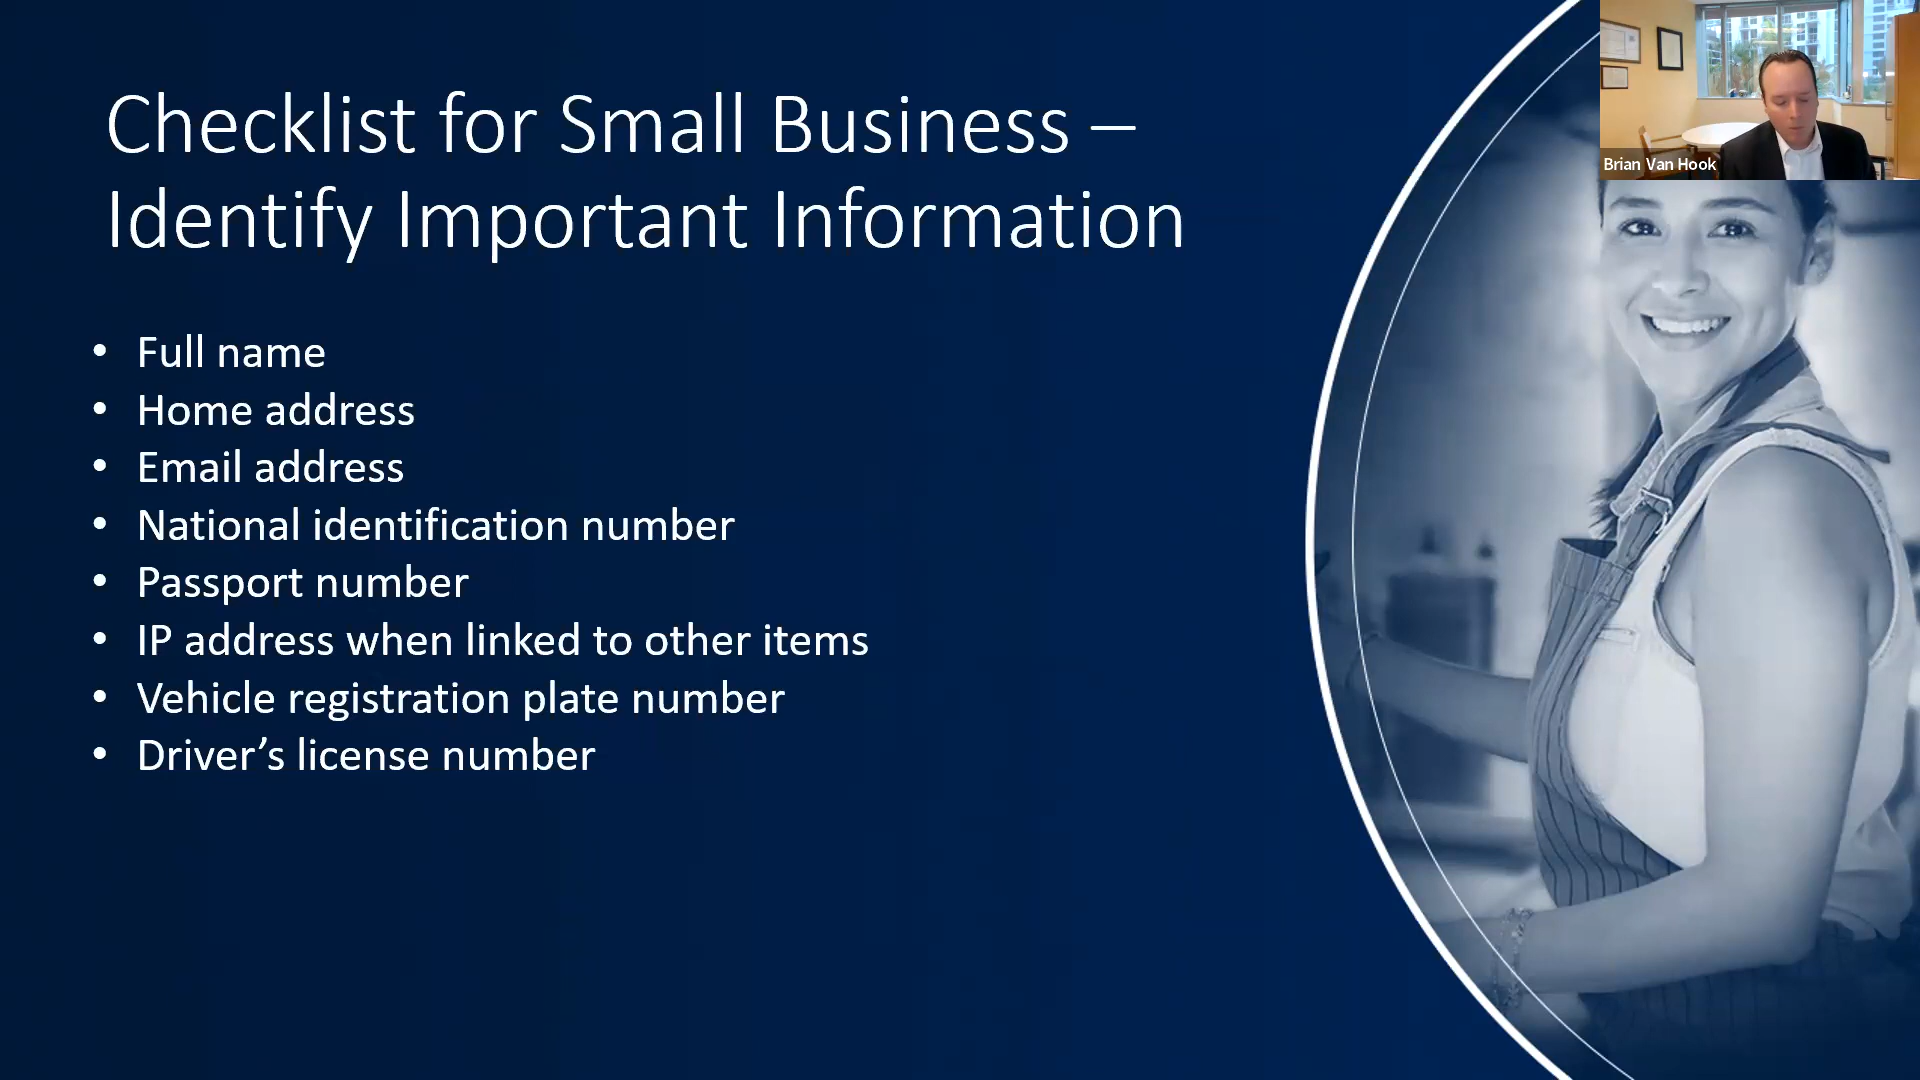 Checklist for Small Business –
Identify Important Information
• Full name
• Home address
• Email address
• National identification number
• Passport number
• IP address when linked to other items
• Vehicle registration plate number
• Driver’s license number
Brian Van Hook